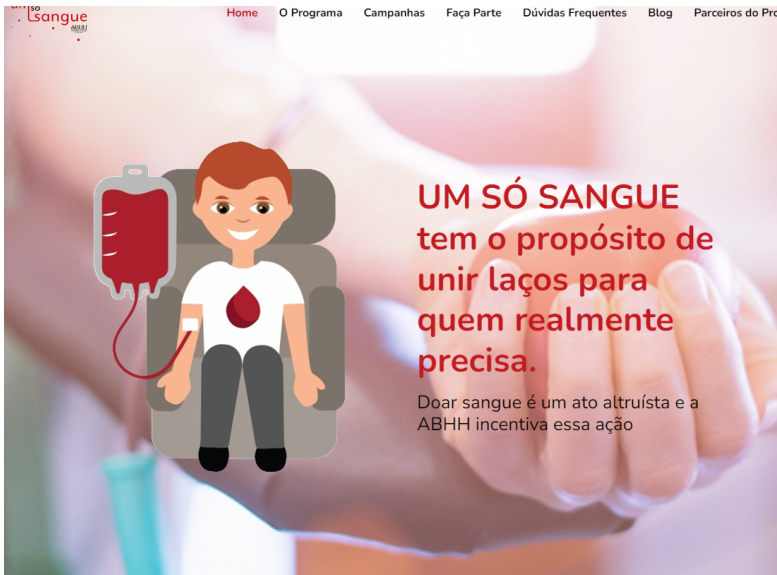 só
sangue
Home O Programa Campanhas Faça Parte Dúvidas Frequentes Blog Parceiros do Pro
UM SÓ SANGUE
tem o propósito de
unir laços para
quem realmente
precisa.
Doar sangue é um ato altruísta e a
ABHH incentiva essa ação